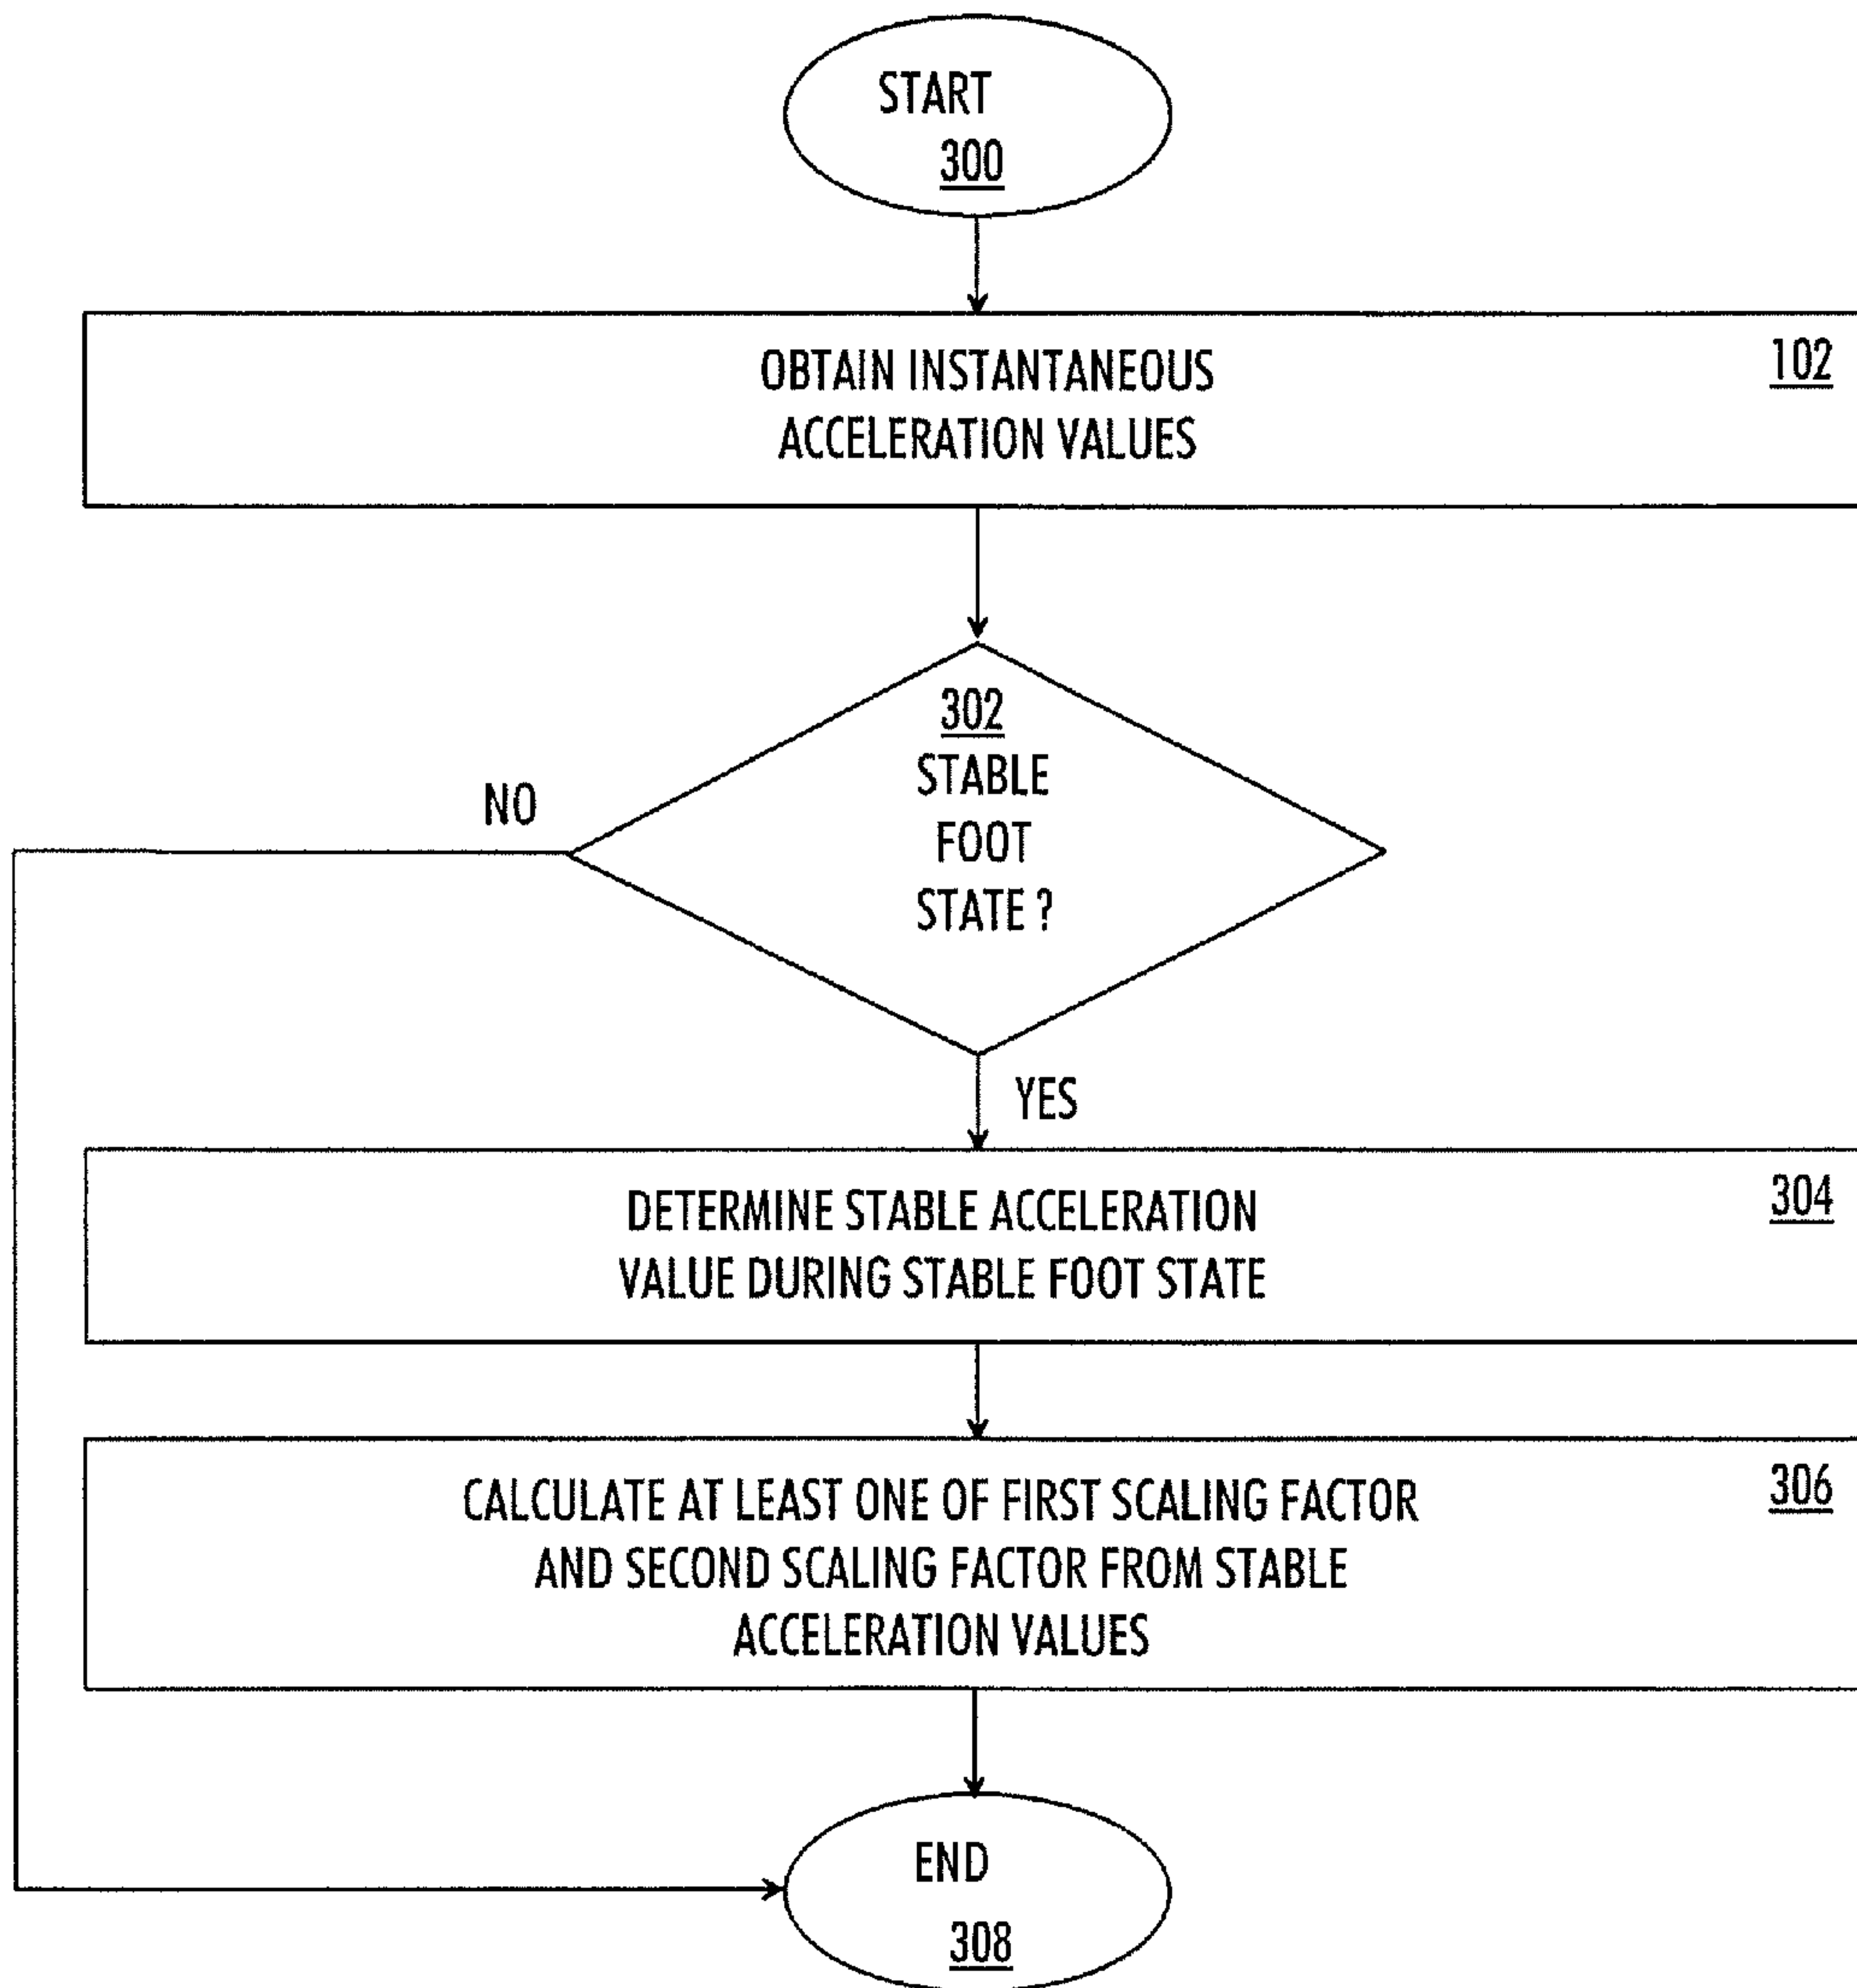 START
300
OBTAIN INSTANTANEOUS
ACCELERATION VALUES
102
302
STABLE
FOOT
STATE ?
NO
YES
DETERMINE STABLE ACCELERATION
VALUE DURING STABLE FOOT STATE
304
CALCULATE AT LEAST ONE OF FIRST SCALING FACTOR
AND SECOND SCALING FACTOR FROM STABLE
ACCELERATION VALUES
306
END
308